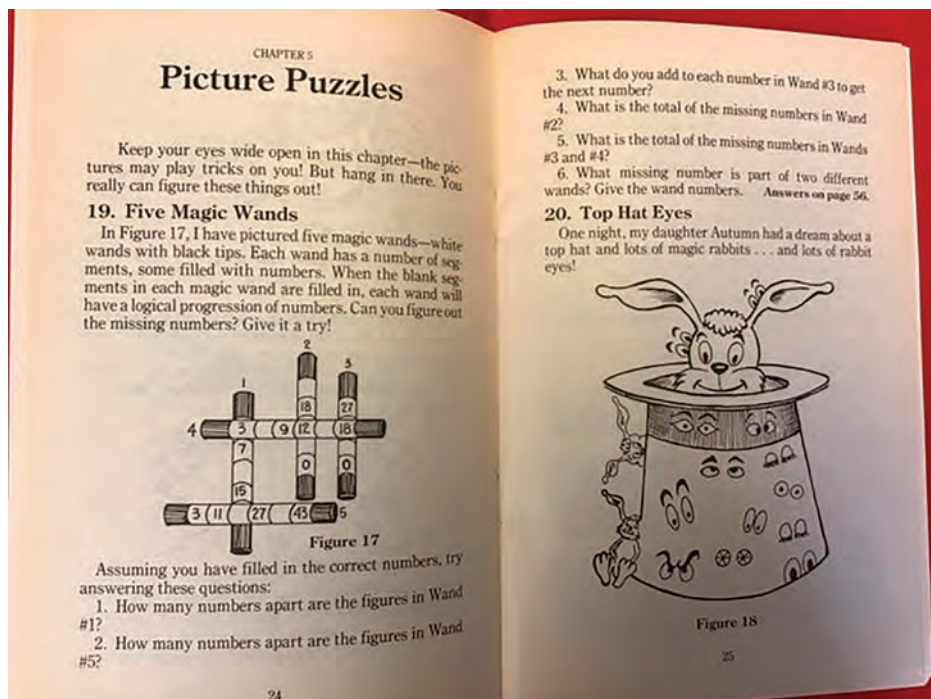 CHAPTER 5
Picture Puzzles
Keep your eyes wide open in this chapter—the pic-
tures may play tricks on you! But hang in there. You
really can figure these things out!
19. Five Magic Wands
In Figure 17, I have pictured five magic wands—white
wands with black tips. Each wand has a number of seg-
ments, some filled with numbers. When the blank seg-
ments in each magic wand are filled in, each wand will
have a logical progression of numbers. Can you figure out
the missing numbers? Give it a try!
2
1 3
18 27
4 3 9 12 18
7
0 0
15
3 11 27 43 5
Figure 17
Assuming you have filled in the correct numbers, try
answering these questions:
1. How many numbers apart are the figures in Wand
#1?
2. How many numbers apart are the figures in Wand
#5?
24
3. What do you add to each number in Wand #3 to get
the next number?
4. What is the total of the missing numbers in Wand
#2?
5. What is the total of the missing numbers in Wands
#3 and #4?
6. What missing number is part of two different
wands? Give the wand numbers. Answers on page 56.
20. Top Hat Eyes
One night, my daughter Autumn had a dream about a
top hat and lots of magic rabbits . . . and lots of rabbit
eyes!
Figure 18
25